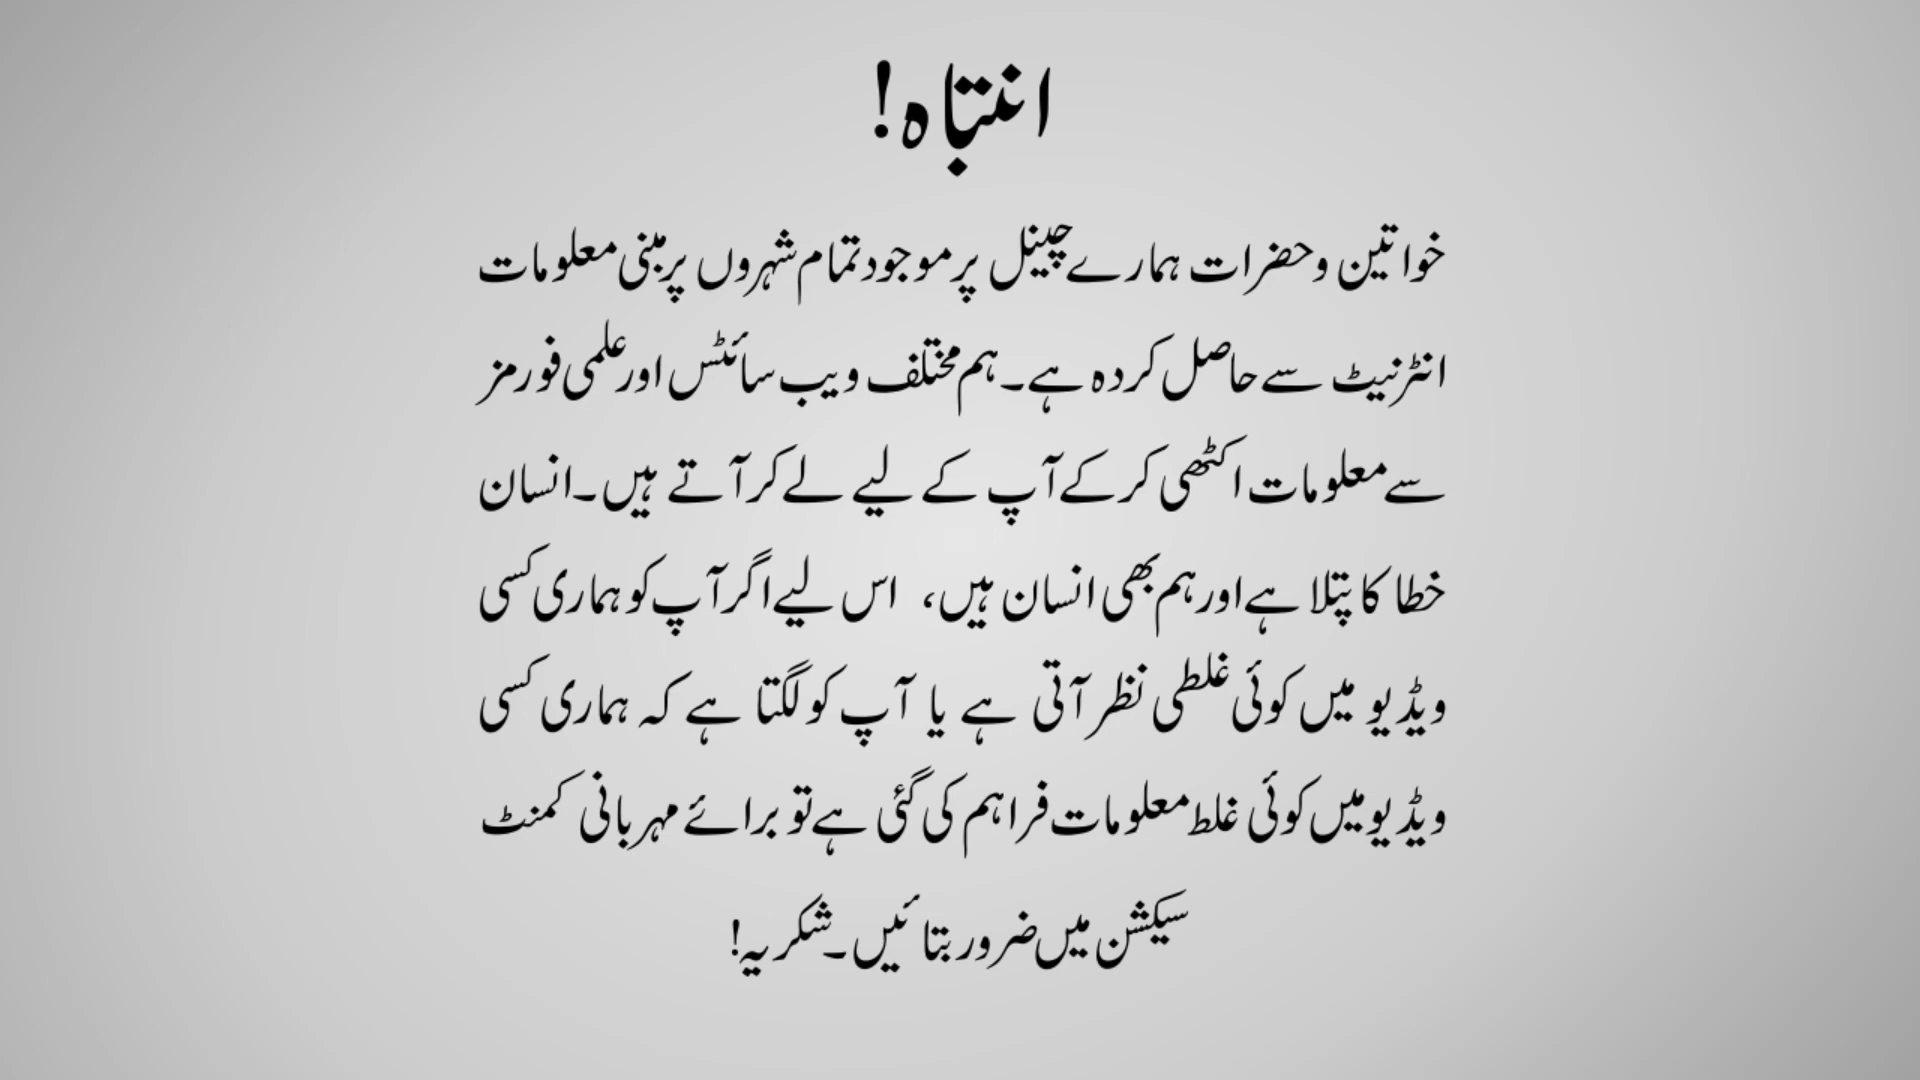 انتباہ!
خواتین و حضرات ہمارے چینل پر موجود تمام شہروں پر مبنی معلومات
انٹرنیٹ سے حاصل کردہ ہے۔ ہم مختلف ویب سائٹس اور علمی فورمز
سے معلومات اکٹھی کر کے آپ کے لیے لے کر آتے ہیں۔ انسان
خطا کا پتلا ہے اور ہم بھی انسان ہیں، اس لیے اگر آپ کو ہماری کسی
ویڈیو میں کوئی غلطی نظر آتی ہے یا آپ کو لگتا ہے کہ ہماری کسی
ویڈیو میں کوئی غلط معلومات فراہم کی گئی ہے تو برائے مہربانی کمنٹ
سیکشن میں ضرور بتائیں۔ شکریہ!